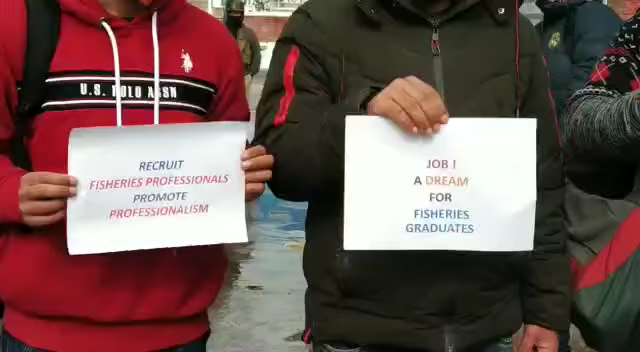 U.S. POLO ASSN
RECRUIT
FISHERIES PROFESSIONALS
PROMOTE
PROFESSIONALISM
JOB !
A DREAM
FOR
FISHERIES
GRADUATES